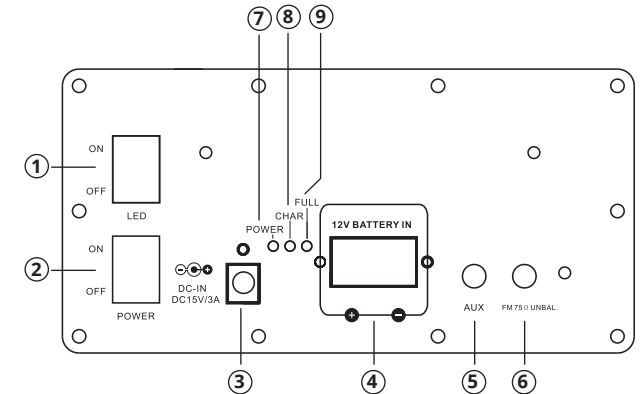 ⑦ ⑧ ⑨
①
ON
OFF
LED
②
ON
OFF
POWER
DC-IN
DC15V/3A
POWER
CHAR
FULL
12V BATTERY IN
AUX
FM 75Ω UNBAL.
③ ④ ⑤ ⑥